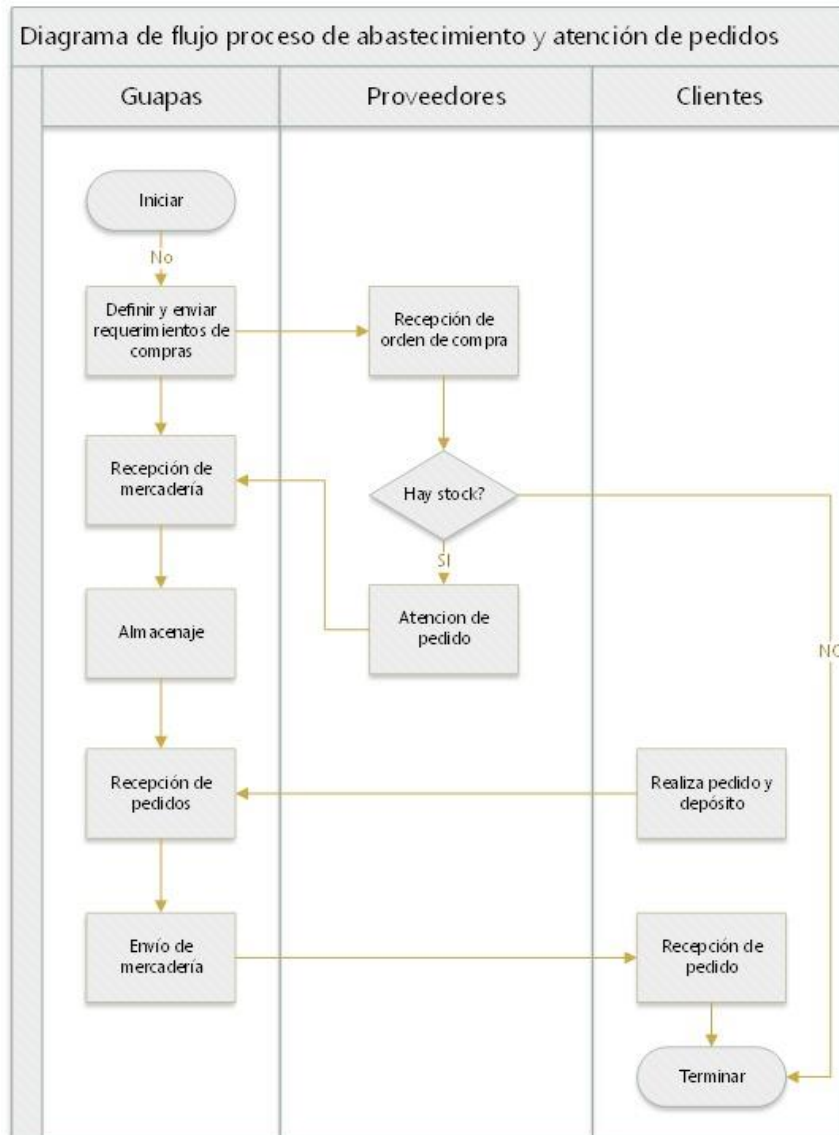 Diagrama de flujo proceso de abastecimiento y atención de pedidos
Guapas
Proveedores
Clientes
Iniciar
No
Definir y enviar
requerimientos de
compras
Recepción de
orden de compra
Recepción de
mercadería
Hay stock?
SI
Almacenaje
Atencion de
pedido
NO
Recepción de
pedidos
Realiza pedido y
depósito
Envío de
mercadería
Recepción de
pedido
Terminar